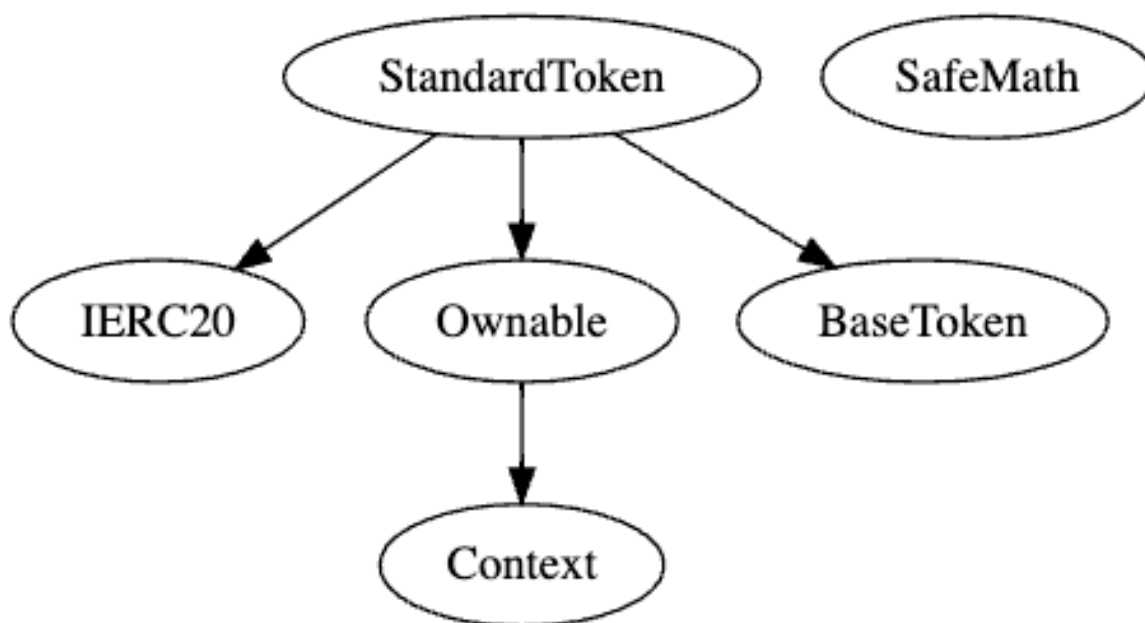 StandardToken
SafeMath
IERC20
Ownable
BaseToken
Context